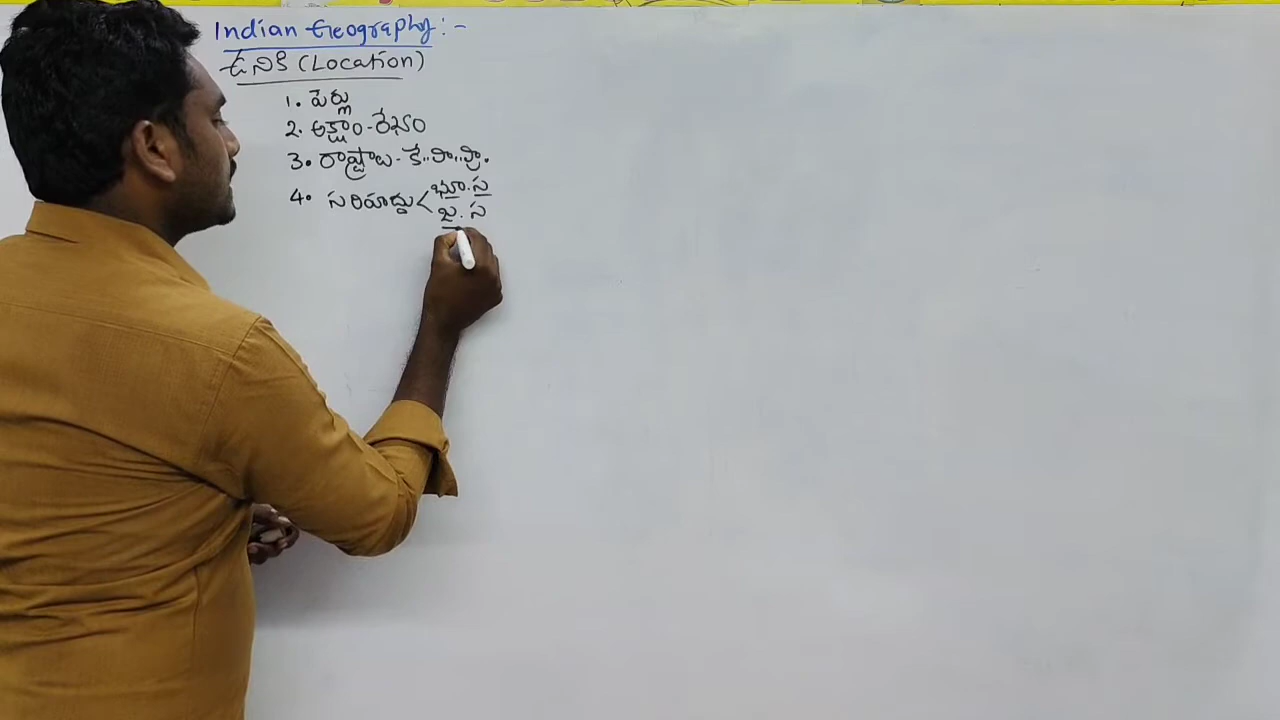 Indian Geography :-
ఉనికి (Location)
1. పేర్లు
2. అక్షాం - రేఖాం
3. రాష్ట్రాలు - కే.. పా.. ప్రా.
4. సరిహద్దు < భూ. స
జ. స